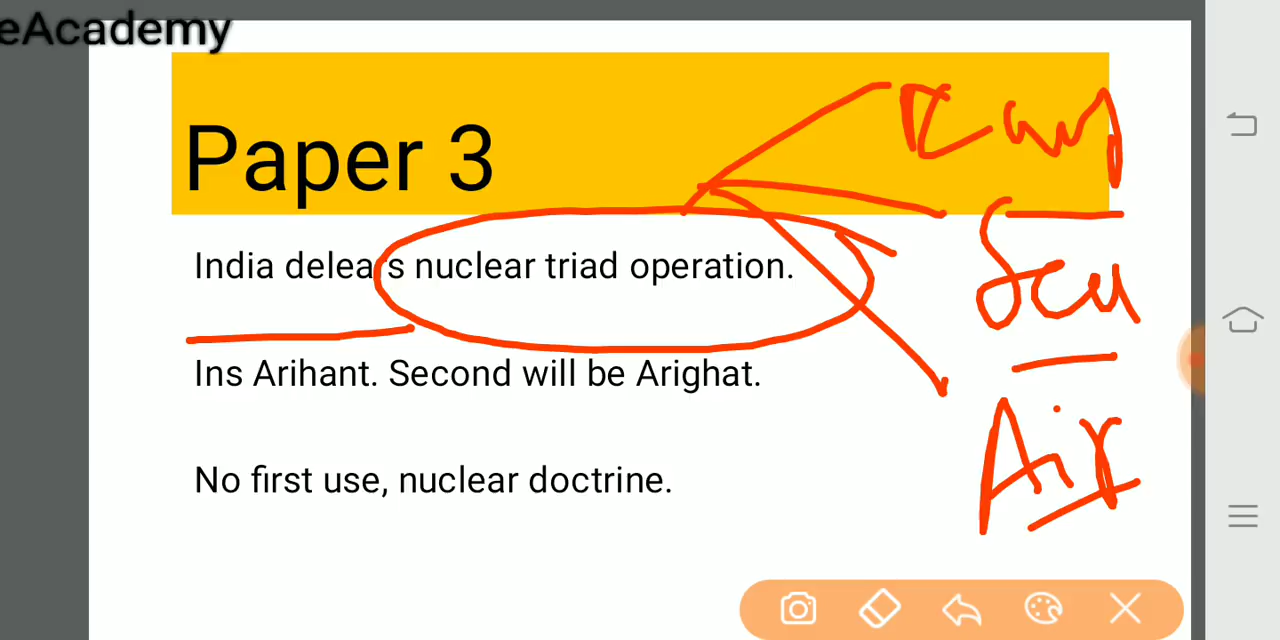 eAcademy
Paper 3
Land
India delears nuclear triad operation.
Sea
Ins Arihant. Second will be Arighat.
Air
No first use, nuclear doctrine.